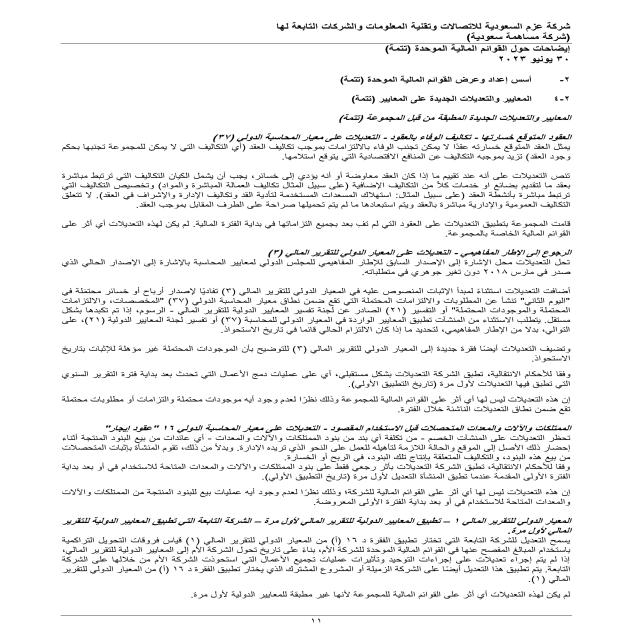 شركة عزم السعودية للاتصالات وتقنية المعلومات والشركات التابعة لها
(شركة مساهمة سعودية)
إيضاحات حول القوائم المالية الموحدة (تتمة)
٣٠ يونيو ٢٠٢٣
٢- أسس إعداد وعرض القوائم المالية الموحدة (تتمة)
٢-٤ المعايير والتعديلات الجديدة على المعايير (تتمة)
المعايير والتعديلات الجديدة المطبقة من قبل المجموعة (تتمة)
العقود المتوقع خسارتها - تكاليف الوفاء بالعقود - التعديلات على معيار المحاسبة الدولي (٣٧)
يمثل العقد المتوقع خسارته عقدًا لا يمكن تجنب الوفاء بالالتزامات بموجب تكاليف العقد (أي التكاليف التي لا يمكن للمجموعة تجنبها بحكم
وجود العقد) تزيد بموجبه التكاليف عن المنافع الاقتصادية التي يتوقع استلامها.
تنص التعديلات على أنه عند تقييم ما إذا كان العقد معاوضة أو أنه يؤدي إلى خسائر، يجب أن يشمل الكيان التكاليف التي ترتبط مباشرة
بعقد ما لتقديم بضائع او خدمات كلاً من التكاليف الإضافية (على سبيل المثال تكاليف العمالة المباشرة والمواد) وتخصيص التكاليف التي
ترتبط مباشرة بأنشطة العقد (على سبيل المثال: استهلاك المستخدمة لتأدية العقد وتكاليف الإدارة والإشراف في العقد). لا تتعلق
التكاليف العمومية والإدارية مباشرة بالعقد ويتم استبعادها ما لم يتم تحميلها صراحة على الطرف المقابل بموجب العقد.
قامت المجموعة بتطبيق التعديلات على العقود التي لم تف بعد بجميع التزاماتها في بداية الفترة المالية. لم يكن لهذه التعديلات أي أثر على
القوائم المالية الخاصة بالمجموعة.
الرجوع إلى الإطار المفاهيمي - التعديلات على المعيار الدولي للتقرير المالي (٣)
تحل التعديلات محل الإشارة إلى الإصدار السابق للإطار المفاهيمي للمجلس الدولي لمعايير المحاسبة بالإشارة إلى الإصدار الحالي الذي
صدر في مارس ٢٠١٨ دون تغير جوهري في متطلباته.
أضافت التعديلات استثناءً لمبدأ الإثبات المنصوص عليه في المعيار الدولي للتقرير المالي (٣) تفاديًا لإصدار أرباح أو خسائر محتملة في
"اليوم الثاني" تنشأ عن المطلوبات والالتزامات المحتملة التي تقع ضمن نطاق معيار المحاسبة الدولي (٣٧) "المخصصات، والالتزامات
المحتملة والموجودات المحتملة" أو التفسير (٢١) الصادر عن لجنة تفسير المعايير الدولية للتقرير المالي - الرسوم، إذا تم تكبدها بشكل
مستقل. يتطلب الاستثناء من المنشآت تطبيق المعايير الواردة في المعيار الدولي للمحاسبة (٣٧) أو تفسير لجنة المعايير الدولية (٢١)، على
التوالي، بدلا من الإطار المفاهيمي، لتحديد ما إذا كان الالتزام الحالي قائما في تاريخ الاستحواذ.
وتضيف التعديلات أيضًا فقرة جديدة إلى المعيار الدولي للتقرير المالي (٣) للتوضيح بأن الموجودات المحتملة غير مؤهلة للإثبات بتاريخ
الاستحواذ.
وفقا للأحكام الانتقالية، تطبق الشركة التعديلات بشكل مستقبلي، أي على عمليات دمج الأعمال التي تحدث بعد بداية فترة التقرير السنوي
التي تطبق فيها التعديلات لأول مرة (تاريخ التطبيق الأولي).
إن هذه التعديلات ليس لها أي أثر على القوائم المالية للمجموعة وذلك نظرًا لعدم وجود أيه موجودات محتملة والتزامات أو مطلوبات محتملة
تقع ضمن نطاق التعديلات الناشئة خلال الفترة.
الممتلكات والآلات والمعدات المتحصلات قبل الاستخدام المقصود - التعديلات على معيار المحاسبة الدولي ١٦ "عقود إيجار"
تحظر التعديلات على المنشآت الخصم - من تكلفة أي بند من بنود الممتلكات والآلات والمعدات - أي عائدات من بيع البنود المنتجة أثناء
إحضار ذلك الأصل إلى الموقع والحالة اللازمة لتأهيله للعمل على النحو الذي تريده الإدارة. وبدلاً من ذلك، تقوم المنشأة بإثبات المتحصلات
من بيع هذه البنود، والتكاليف المتعلقة بإنتاج تلك البنود، في الربح أو الخسارة.
وفقا للأحكام الانتقالية، تطبق الشركة التعديلات بأثر رجعي فقط على بنود الممتلكات والآلات والمعدات المتاحة للاستخدام في أو بعد بداية
الفترة الأولى المقدمة عندما تطبق المنشأة التعديل لأول مرة (تاريخ التطبيق الأولي).
إن هذه التعديلات ليس لها أي أثر على القوائم المالية للشركة؛ وذلك نظرًا لعدم وجود أيه عمليات بيع للبنود المنتجة من الممتلكات والآلات
والمعدات المتاحة للاستخدام في أو بعد بداية الفترة الأولى المعروضة.
المعيار الدولي للتقرير المالي ١ – تطبيق المعايير الدولية للتقرير المالي لأول مرة – الشركة التابعة التي تطبق المعايير الدولية للتقرير
المالي لأول مرة.
يسمح التعديل للشركة التابعة التي تختار تطبيق الفقرة د ١٦ (أ) من المعيار الدولي للتقرير المالي (١) قياس فروقات التحويل التراكمية
باستخدام المبالغ المفصح عنها في القوائم المالية الموحدة للشركة الأم، بناءً على تاريخ تحول الشركة الأم إلى المعايير الدولية للتقرير المالي،
إذا لم يتم إجراء تعديلات على إجراءات التوحيد وتأثيرات عمليات تجميع الأعمال التي استحوذت الشركة الأم من خلالها على الشركة
التابعة. يتم تطبيق هذا التعديل أيضًا على الشركة الزميلة أو المشروع المشترك الذي يختار تطبيق الفقرة د ١٦ (أ) من المعيار الدولي للتقرير
المالي (١).
لم يكن لهذه التعديلات أي أثر على القوائم المالية للمجموعة لأنها غير مطبقة للمعايير الدولية لأول مرة.
١١